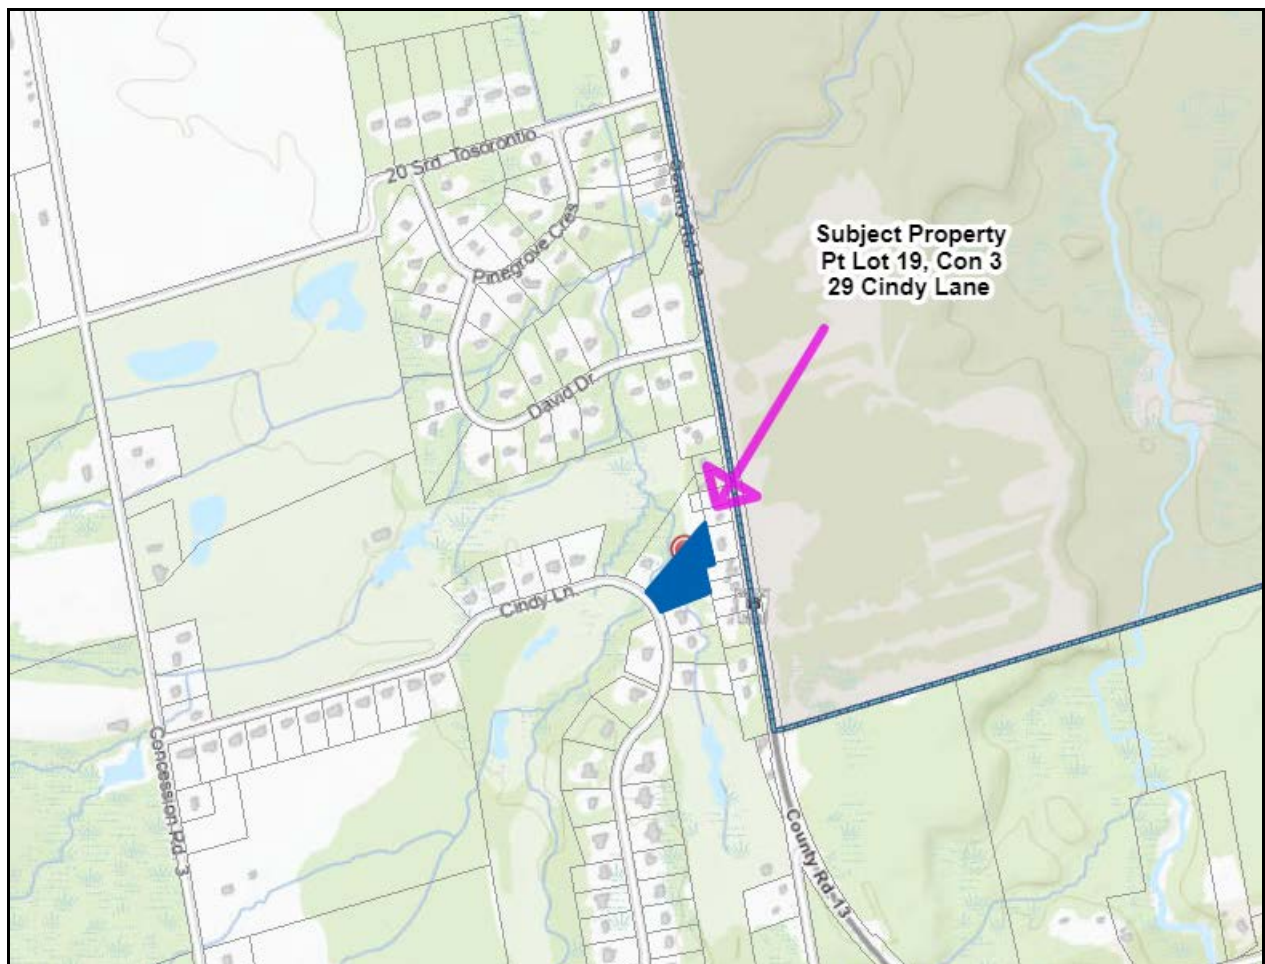 20 Srd. Tosorontio
Pinegrove Cres
Subject Property
Pt Lot 19, Con 3
29 Cindy Lane
David Dr.
Cindy Ln.
Concession Rd. 3
County Rd. 13